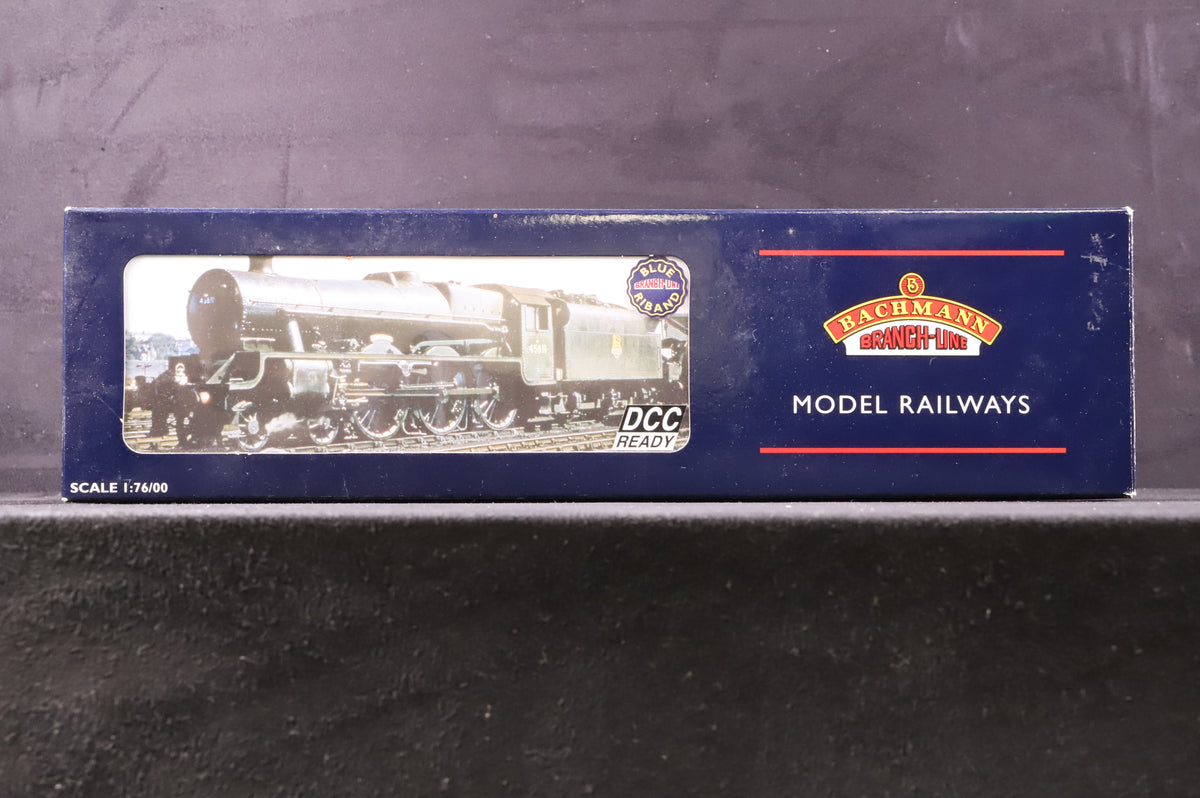 BLUE
BRANCH-LINE
RIBAND
DCC
READY
SCALE 1:76/00
BACHMANN
BRANCH-LINE
MODEL RAILWAYS